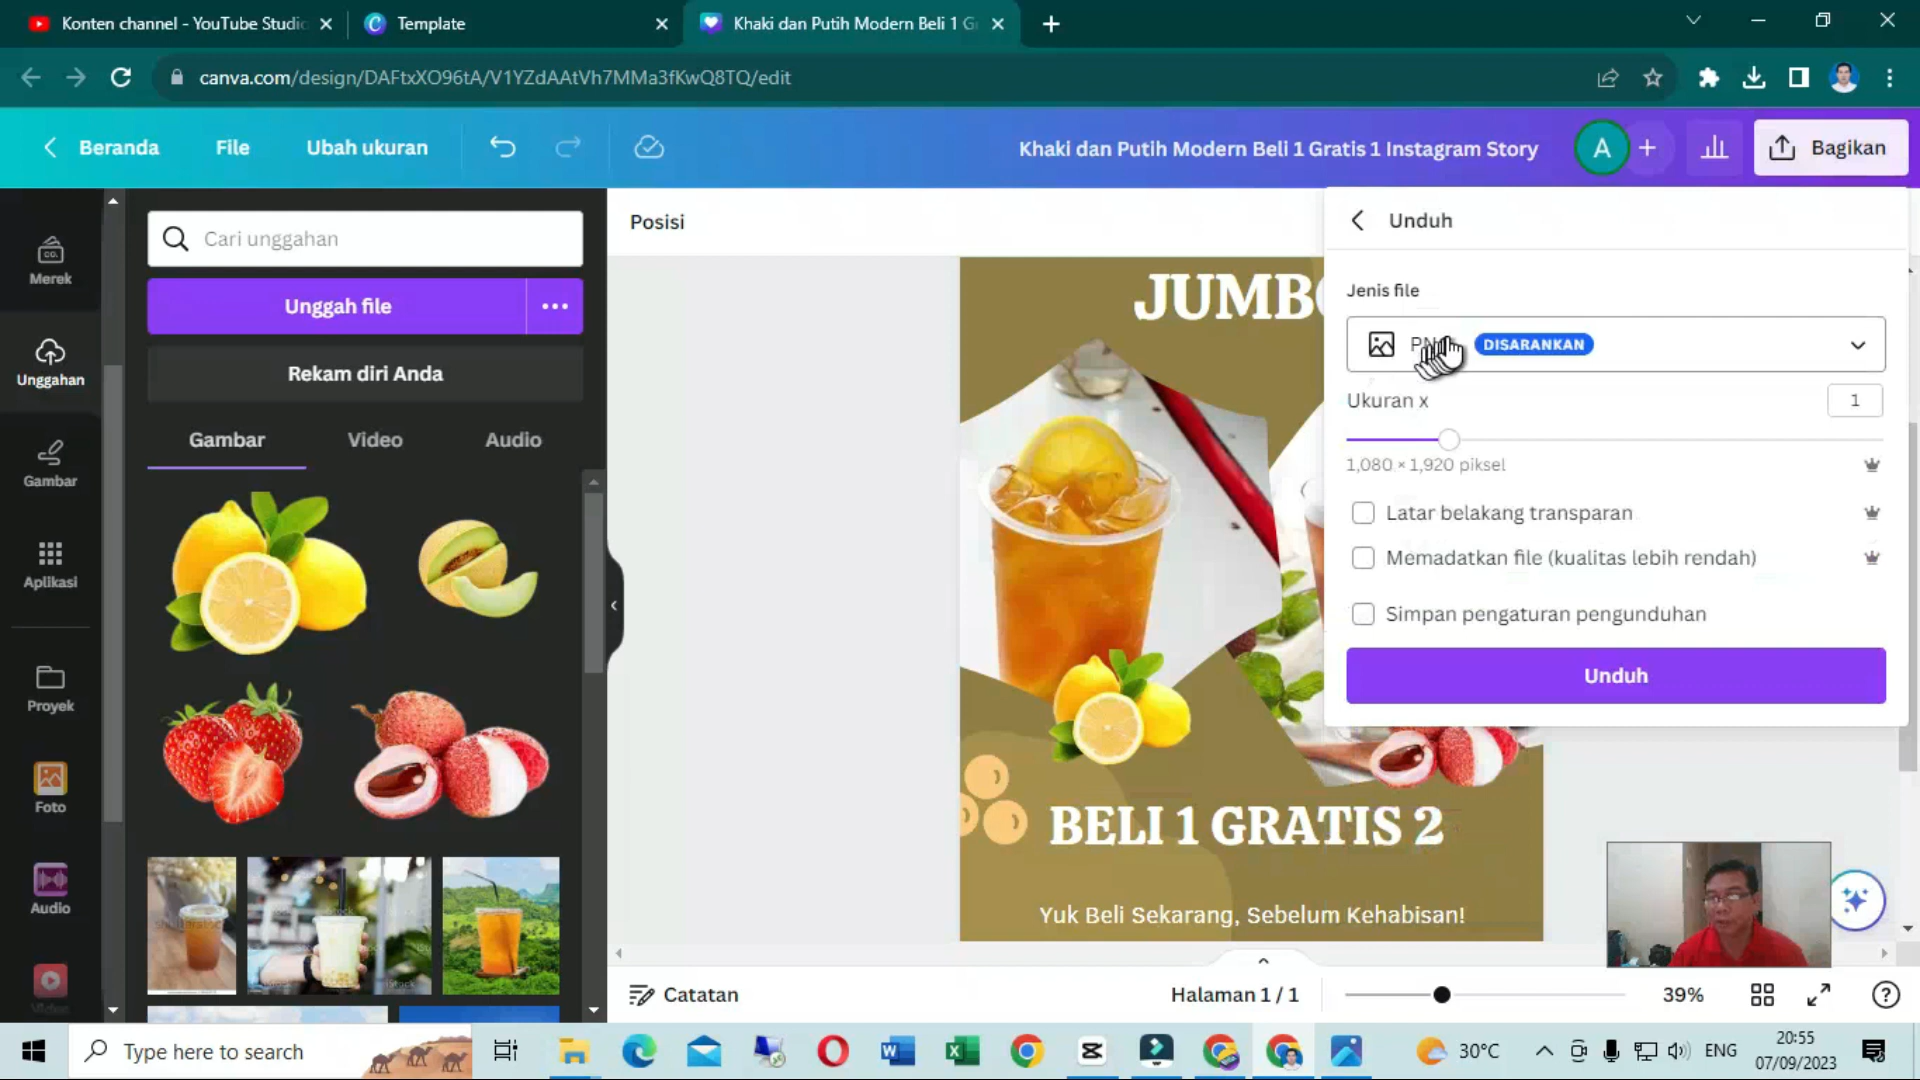 Konten channel - YouTube Studio
Template
Khaki dan Putih Modern Beli 1 G
canva.com/design/DAFtxXO96tA/V1YZdAAtVh7MMa3fKwQ8TQ/edit
Beranda
File
Ubah ukuran
Khaki dan Putih Modern Beli 1 Gratis 1 Instagram Story
A
Bagikan
Merek
Unggahan
Gambar
Aplikasi
Proyek
Foto
Audio
Video
Cari unggahan
Unggah file
Rekam diri Anda
Gambar
Video
Audio
Posisi
JUMBO
BELI 1 GRATIS 2
Yuk Beli Sekarang, Sebelum Kehabisan!
Unduh
Jenis file
DISARANKAN
Ukuran x
1
1,080 × 1,920 piksel
Latar belakang transparan
Memadatkan file (kualitas lebih rendah)
Simpan pengaturan pengunduhan
Unduh
Catatan
Halaman 1 / 1
39%
Type here to search
30°C
ENG
20:55
07/09/2023